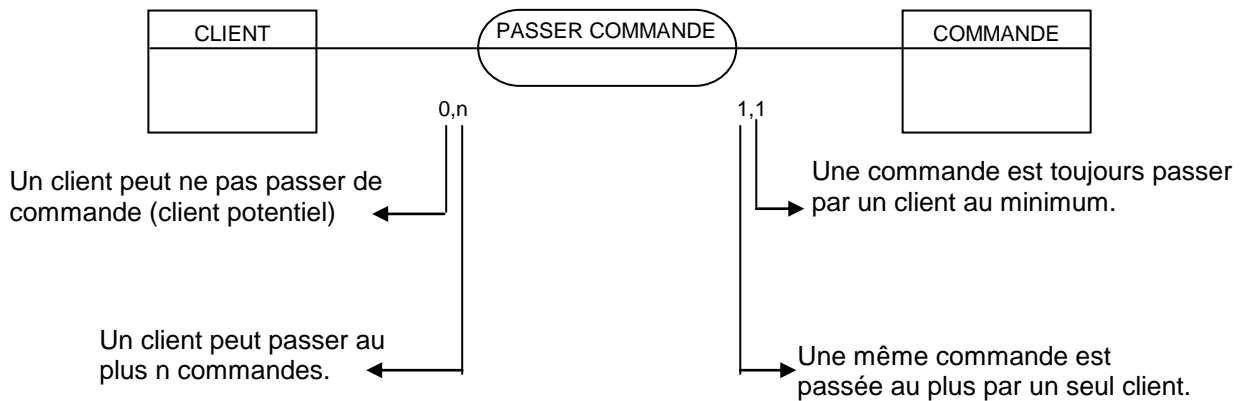 CLIENT
PASSER COMMANDE
COMMANDE
0,n
1,1
Un client peut ne pas passer de
commande (client potentiel)
Une commande est toujours passer
par un client au minimum.
Un client peut passer au
plus n commandes.
Une même commande est
passée au plus par un seul client.